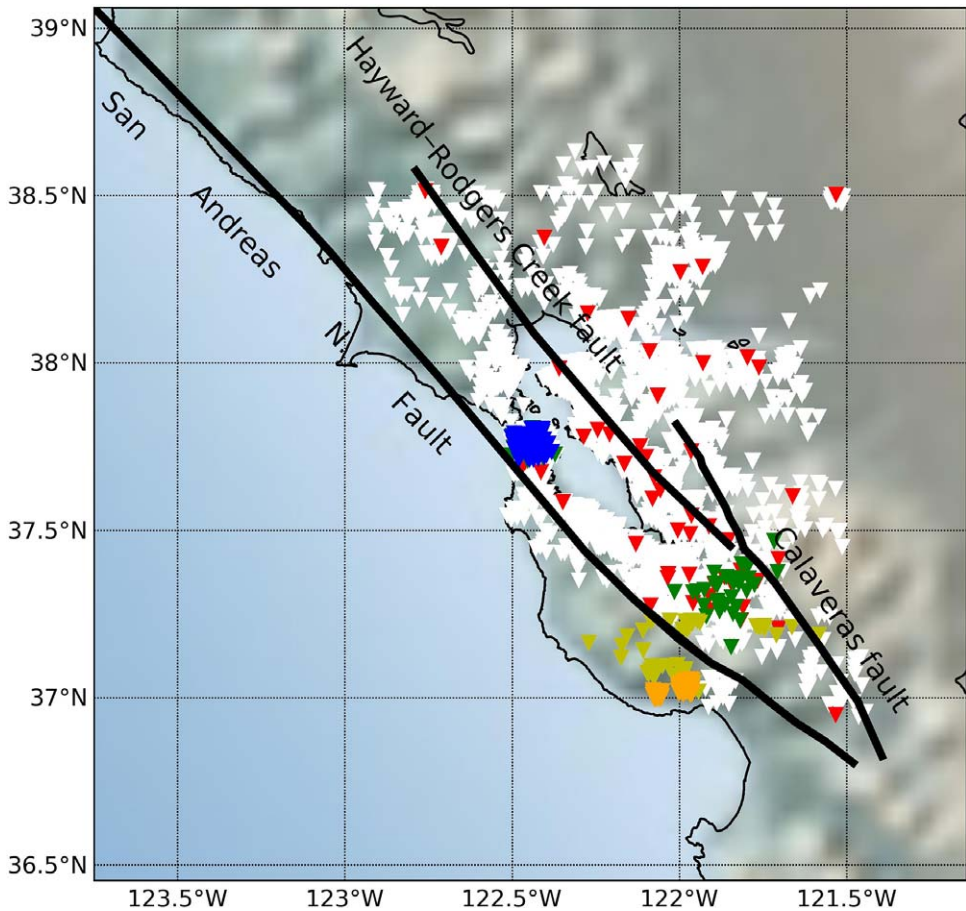 39°N
38.5°N
38°N
37.5°N
37°N
36.5°N
123.5°W
123°W
122.5°W
122°W
121.5°W
San
Andreas
N.
Fault
Hayward–Rodgers Creek fault
Calaveras fault